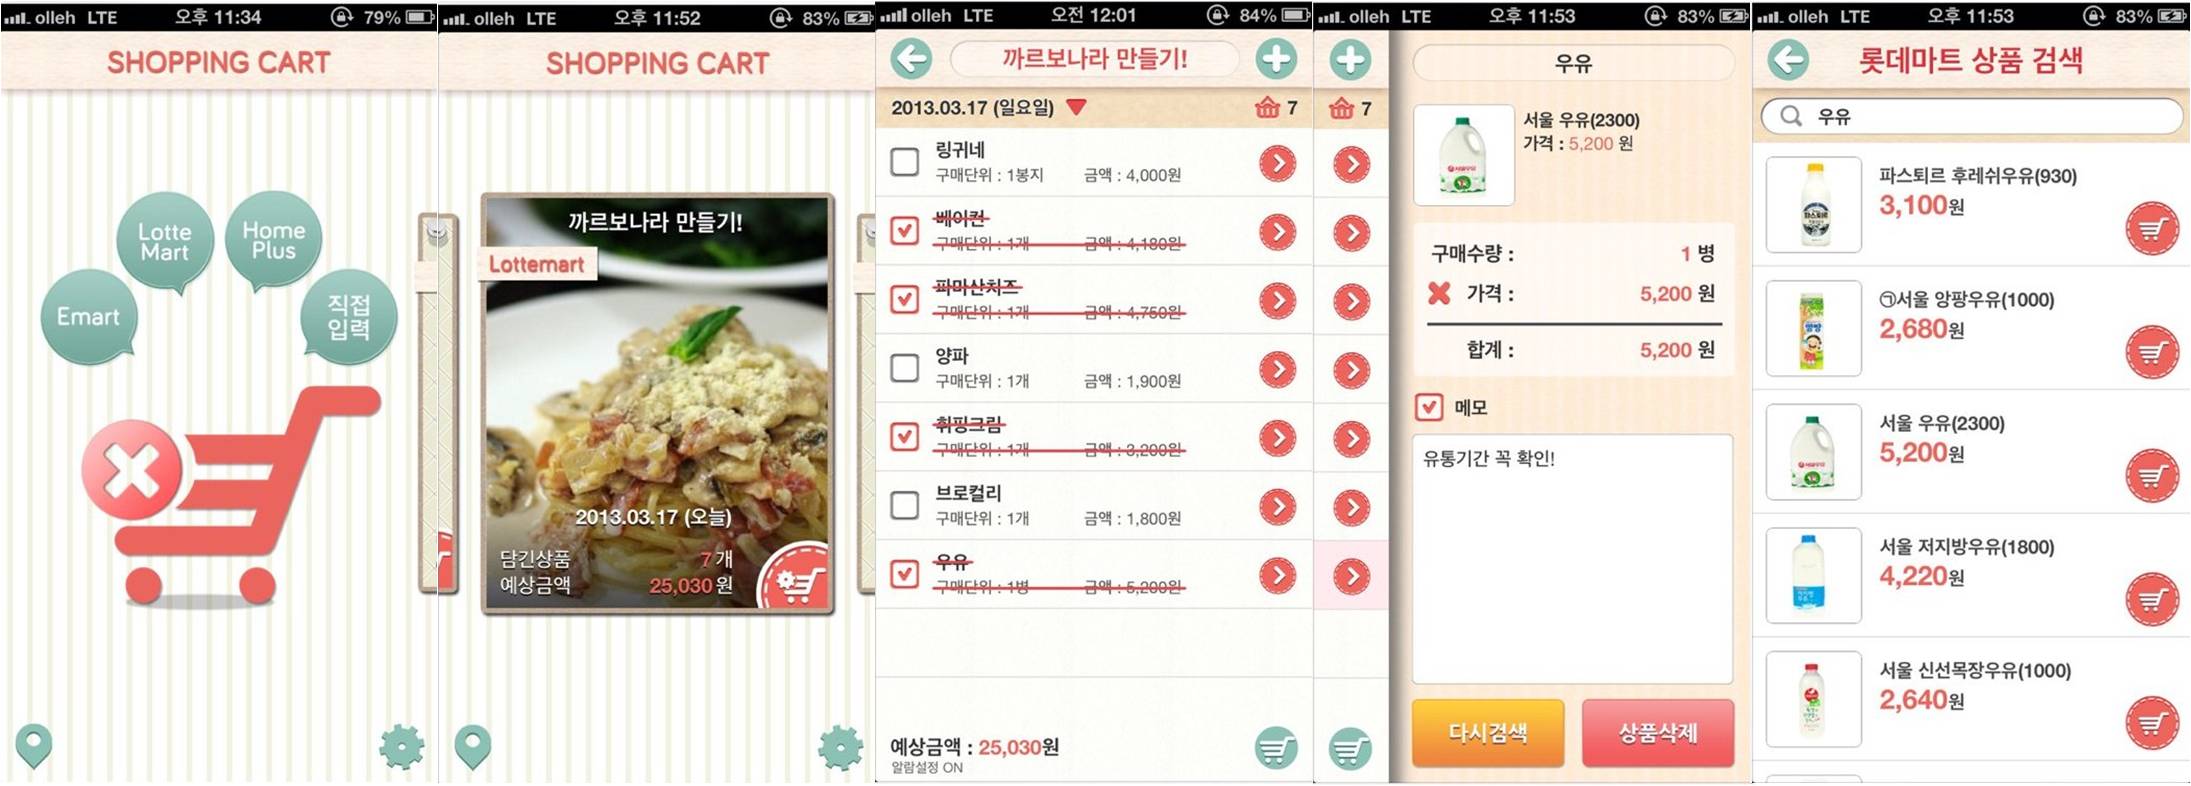 olleh LTE 오후 11:34 79%
SHOPPING CART
Lotte
Mart
Home
Plus
Emart
직접
입력
olleh LTE 오후 11:52 83%
SHOPPING CART
까르보나라 만들기!
Lottemart
2013.03.17 (오늘)
담긴상품 7 개
예상금액 25,030 원
olleh LTE 오전 12:01 84%
까르보나라 만들기!
2013.03.17 (일요일) 7
링귀네
구매단위 : 1봉지 금액 : 4,000원
베이컨
구매단위 : 1개 금액 : 4,180원
파마산치즈
구매단위 : 1개 금액 : 4,750원
양파
구매단위 : 1개 금액 : 1,900원
휘핑크림
구매단위 : 1개 금액 : 3,200원
브로컬리
구매단위 : 1개 금액 : 1,800원
우유
구매단위 : 1병 금액 : 5,200원
예상금액 : 25,030원
알람설정 ON
olleh LTE 오후 11:53 83%
7
우유
서울 우유(2300)
가격 : 5,200 원
구매수량 : 1 병
가격 : 5,200 원
합계 : 5,200 원
메모
유통기간 꼭 확인!
다시검색
상품삭제
olleh LTE 오후 11:53 83%
롯데마트 상품 검색
우유
파스퇴르 후레쉬우유(930)
3,100원
㉠서울 앙팡우유(1000)
2,680원
서울 우유(2300)
5,200원
서울 저지방우유(1800)
4,220원
서울 신선목장우유(1000)
2,640원